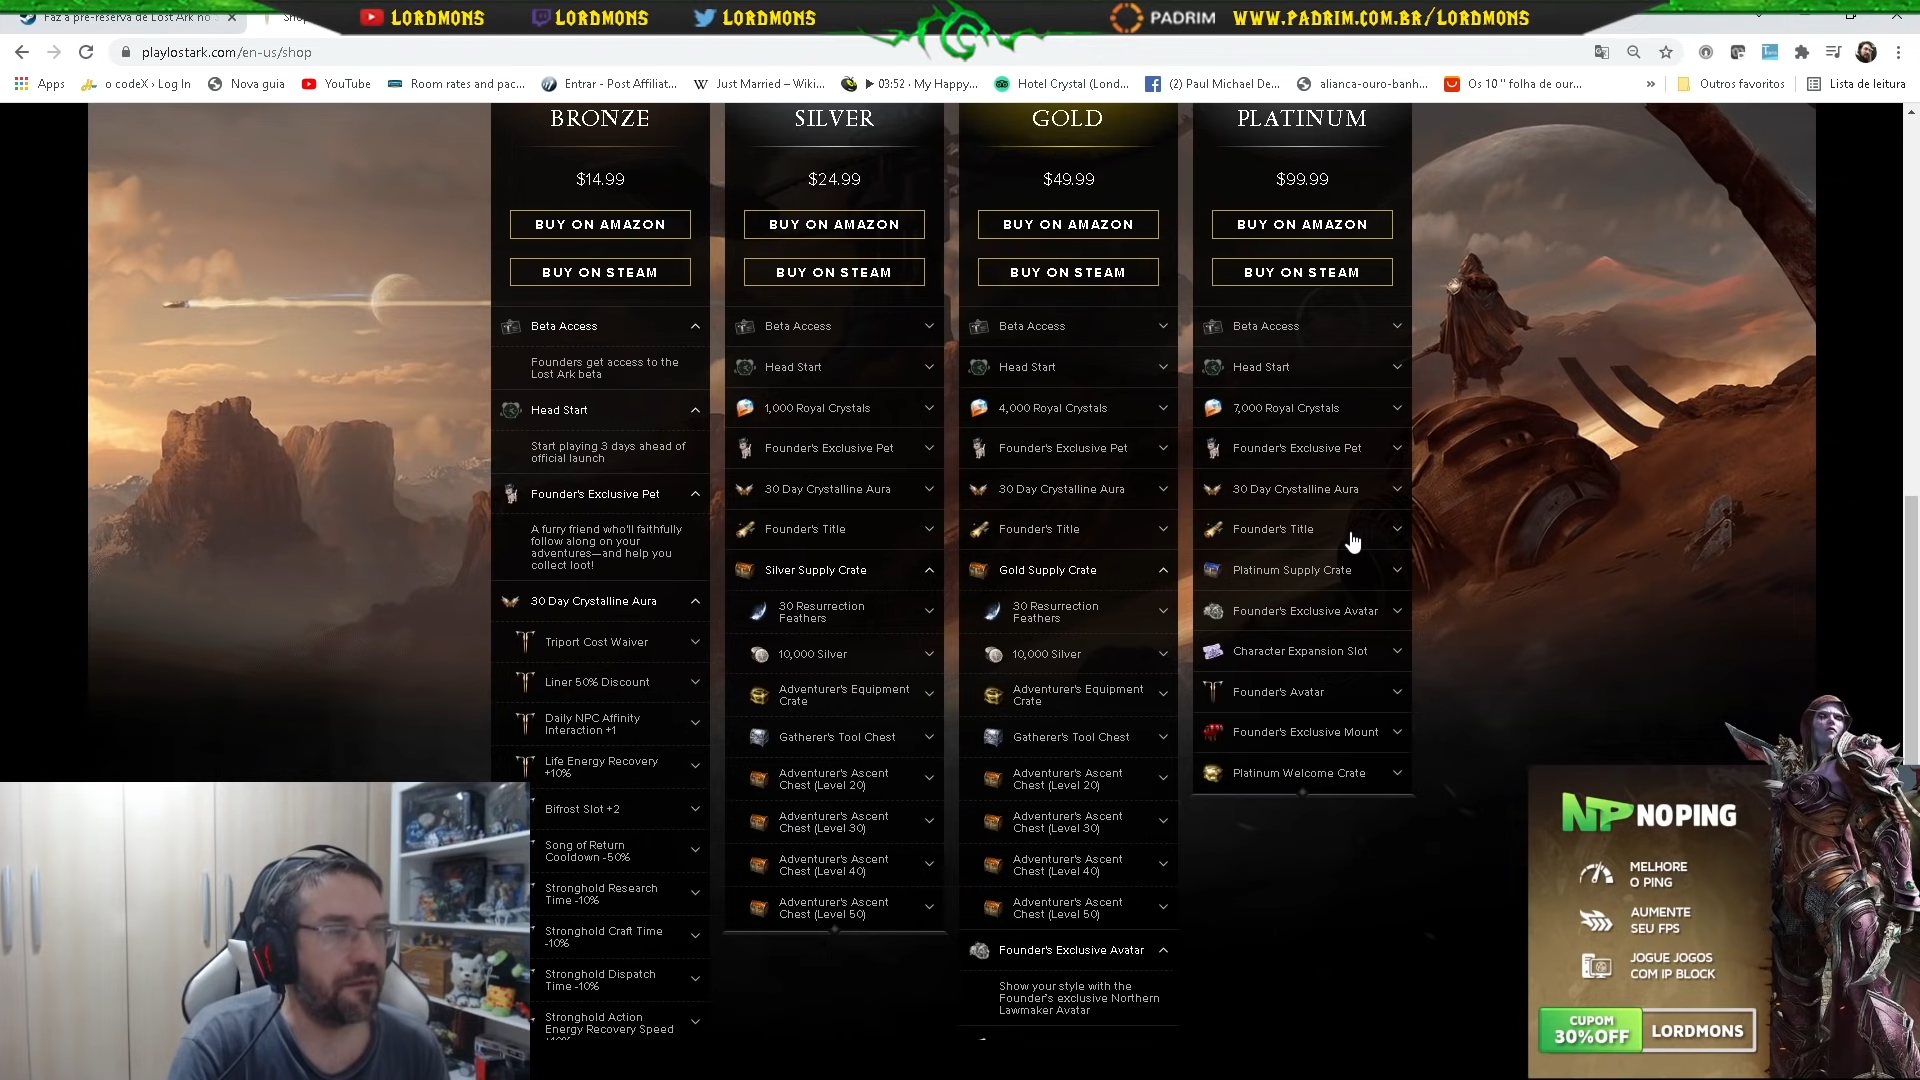 Faz a pré-reserva de Lost Ark no
Sho
LORDMONS
LORDMONS
LORDMONS
PADRIM
WWW.PADRIM.COM.BR/LORDMONS
playlostark.com/en-us/shop
Apps
o codeX › Log In
Nova guia
YouTube
Room rates and pac...
Entrar - Post Affiliat...
Just Married – Wiki...
▶ 03:52 · My Happy...
Hotel Crystal (Lond...
(2) Paul Michael De...
alianca-ouro-banh...
Os 10 " folha de our...
»
Outros favoritos
Lista de leitura
BRONZE
$14.99
BUY ON AMAZON
BUY ON STEAM
Beta Access
Founders get access to the
Lost Ark beta
Head Start
Start playing 3 days ahead of
official launch
Founder's Exclusive Pet
A furry friend who'll faithfully
follow along on your
adventures—and help you
collect loot!
30 Day Crystalline Aura
Triport Cost Waiver
Liner 50% Discount
Daily NPC Affinity
Interaction +1
Life Energy Recovery
+10%
Bifrost Slot +2
Song of Return
Cooldown -50%
Stronghold Research
Time -10%
Stronghold Craft Time
-10%
Stronghold Dispatch
Time -10%
Stronghold Action
Energy Recovery Speed
+10%
SILVER
$24.99
BUY ON AMAZON
BUY ON STEAM
Beta Access
Head Start
1,000 Royal Crystals
Founder's Exclusive Pet
30 Day Crystalline Aura
Founder's Title
Silver Supply Crate
30 Resurrection
Feathers
10,000 Silver
Adventurer's Equipment
Crate
Gatherer's Tool Chest
Adventurer's Ascent
Chest (Level 20)
Adventurer's Ascent
Chest (Level 30)
Adventurer's Ascent
Chest (Level 40)
Adventurer's Ascent
Chest (Level 50)
GOLD
$49.99
BUY ON AMAZON
BUY ON STEAM
Beta Access
Head Start
4,000 Royal Crystals
Founder's Exclusive Pet
30 Day Crystalline Aura
Founder's Title
Gold Supply Crate
30 Resurrection
Feathers
10,000 Silver
Adventurer's Equipment
Crate
Gatherer's Tool Chest
Adventurer's Ascent
Chest (Level 20)
Adventurer's Ascent
Chest (Level 30)
Adventurer's Ascent
Chest (Level 40)
Adventurer's Ascent
Chest (Level 50)
Founder's Exclusive Avatar
Show your style with the
Founder's exclusive Northern
Lawmaker Avatar
PLATINUM
$99.99
BUY ON AMAZON
BUY ON STEAM
Beta Access
Head Start
7,000 Royal Crystals
Founder's Exclusive Pet
30 Day Crystalline Aura
Founder's Title
Platinum Supply Crate
Founder's Exclusive Avatar
Character Expansion Slot
Founder's Avatar
Founder's Exclusive Mount
Platinum Welcome Crate
NP NOPING
MELHORE
O PING
AUMENTE
SEU FPS
JOGUE JOGOS
COM IP BLOCK
CUPOM
30%OFF
LORDMONS